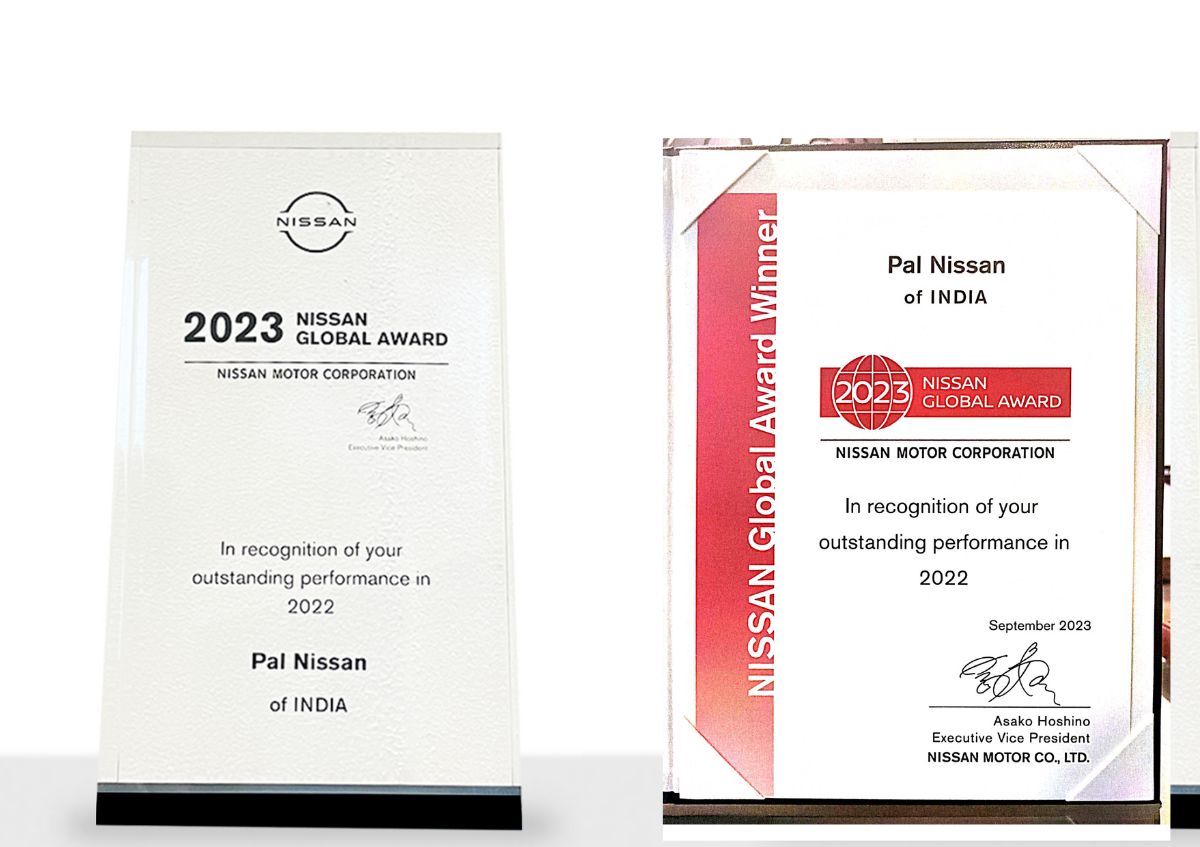 NISSAN
2023 NISSAN
GLOBAL AWARD
NISSAN MOTOR CORPORATION
Asako Hoshino
Executive Vice President
In recognition of your
outstanding performance in
2022
Pal Nissan
of INDIA
NISSAN Global Award Winner
Pal Nissan
of INDIA
2023 NISSAN
GLOBAL AWARD
NISSAN MOTOR CORPORATION
In recognition of your
outstanding performance in
2022
September 2023
Asako Hoshino
Executive Vice President
NISSAN MOTOR CO., LTD.